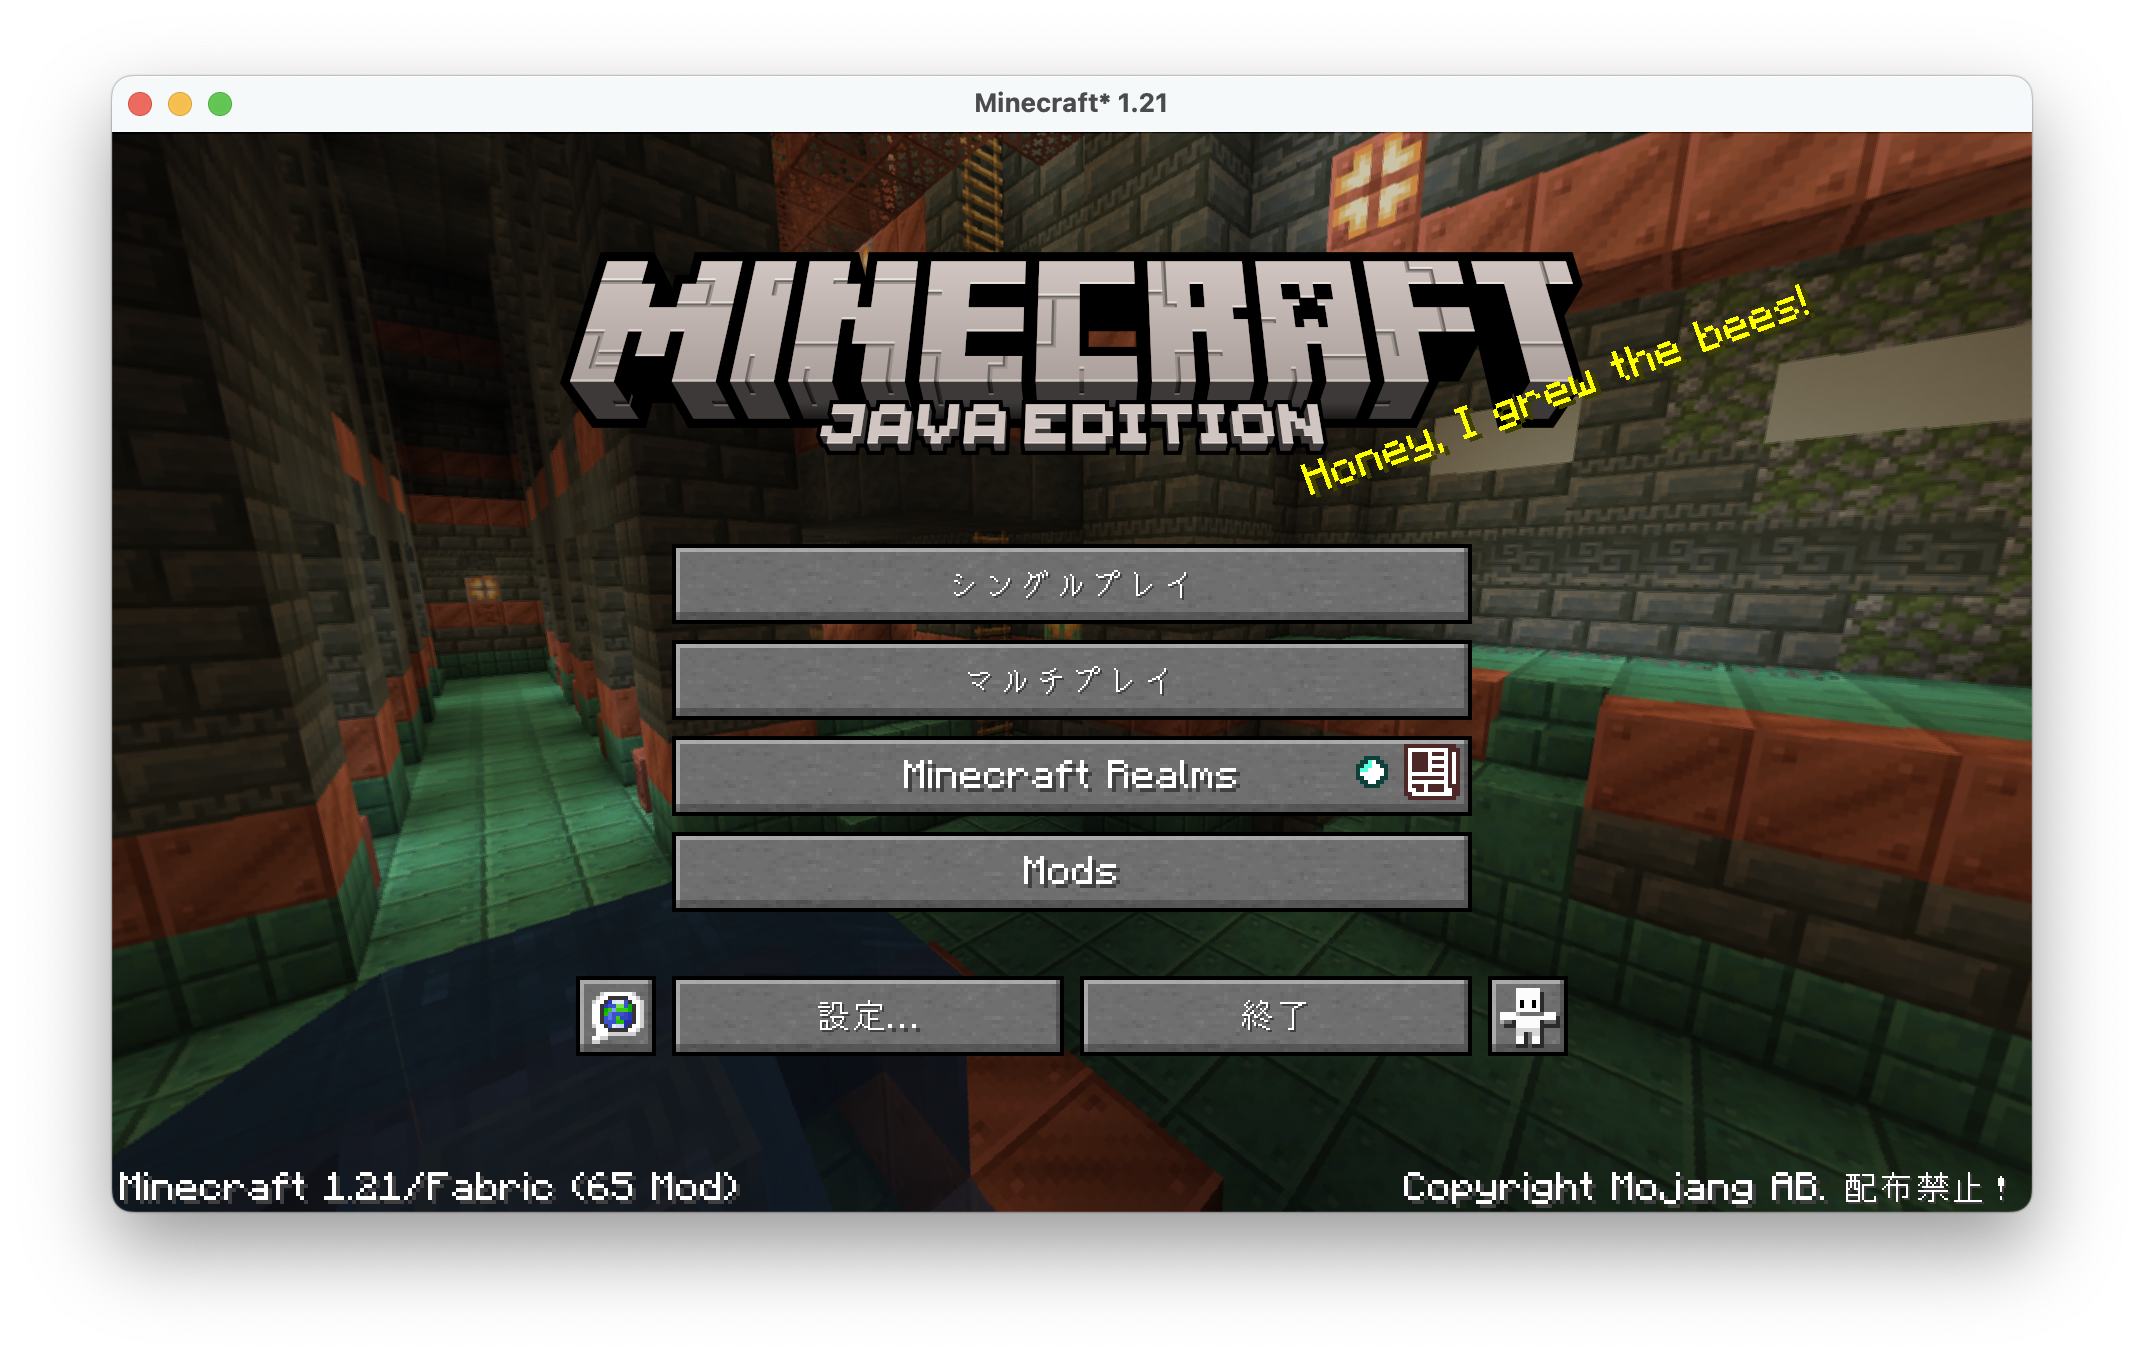 Minecraft* 1.21
MINECRAFT
JAVA EDITION
Honey, I grew the bees!
シングルプレイ
マルチプレイ
Minecraft Realms
Mods
設定...
終了
Minecraft 1.21/Fabric (65 Mod)
Copyright Mojang AB. 配布禁止！